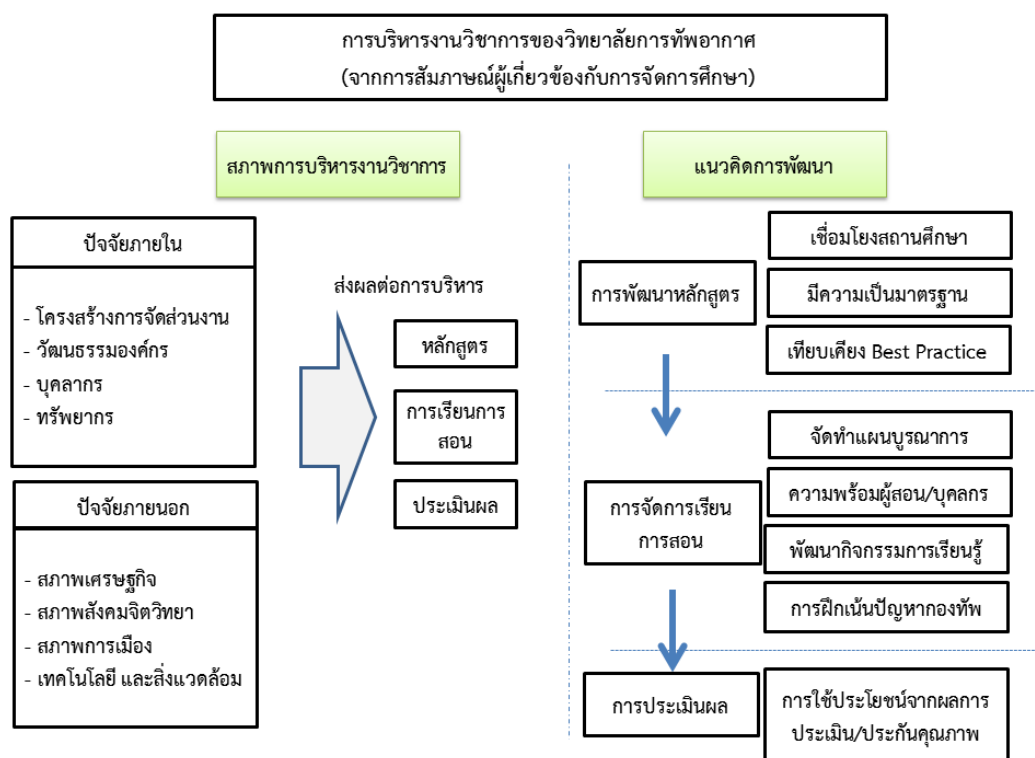 การบริหารงานวิชาการของวิทยาลัยการทัพอากาศ
(จากการสัมภาษณ์ผู้เกี่ยวข้องกับการจัดการศึกษา)
สภาพการบริหารงานวิชาการ
ปัจจัยภายใน
- โครงสร้างการจัดส่วนงาน
- วัฒนธรรมองค์กร
- บุคลากร
- ทรัพยากร
ปัจจัยภายนอก
- สภาพเศรษฐกิจ
- สภาพสังคมจิตวิทยา
- สภาพการเมือง
- เทคโนโลยี และสิ่งแวดล้อม
ส่งผลต่อการบริหาร
หลักสูตร
การเรียนการ
สอน
ประเมินผล
แนวคิดการพัฒนา
การพัฒนาหลักสูตร
เชื่อมโยงสถานศึกษา
มีความเป็นมาตรฐาน
เทียบเคียง Best Practice
การจัดการเรียน
การสอน
จัดทำแผนบูรณาการ
ความพร้อมผู้สอน/บุคลกร
พัฒนากิจกรรมการเรียนรู้
การฝึกเน้นปัญหากองทัพ
การประเมินผล
การใช้ประโยชน์จากผลการ
ประเมิน/ประกันคุณภาพ